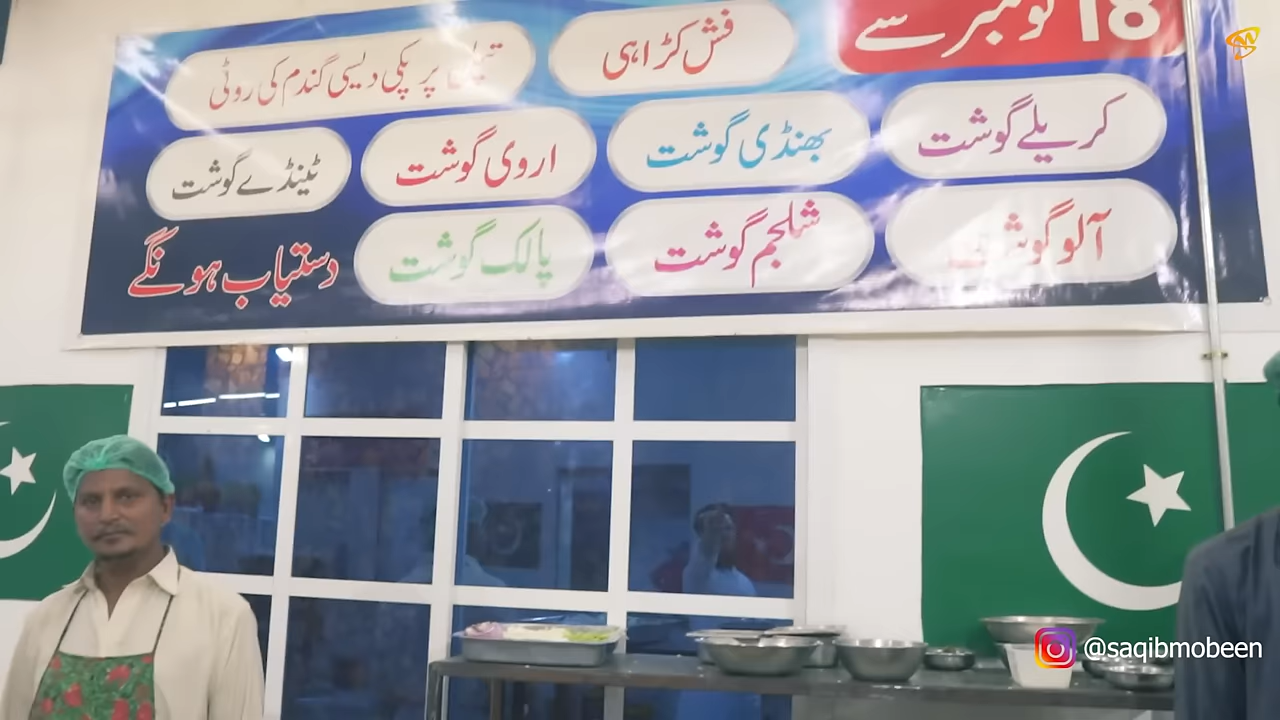 18 نومبر سے
فش کڑاہی
پر پکی دیسی گندم کی روٹی
کریلے گوشت
بھنڈی گوشت
اروی گوشت
ٹینڈے گوشت
آلو گوشت
شلجم گوشت
پالک گوشت
دستیاب ہونگے
@saqibmobeen